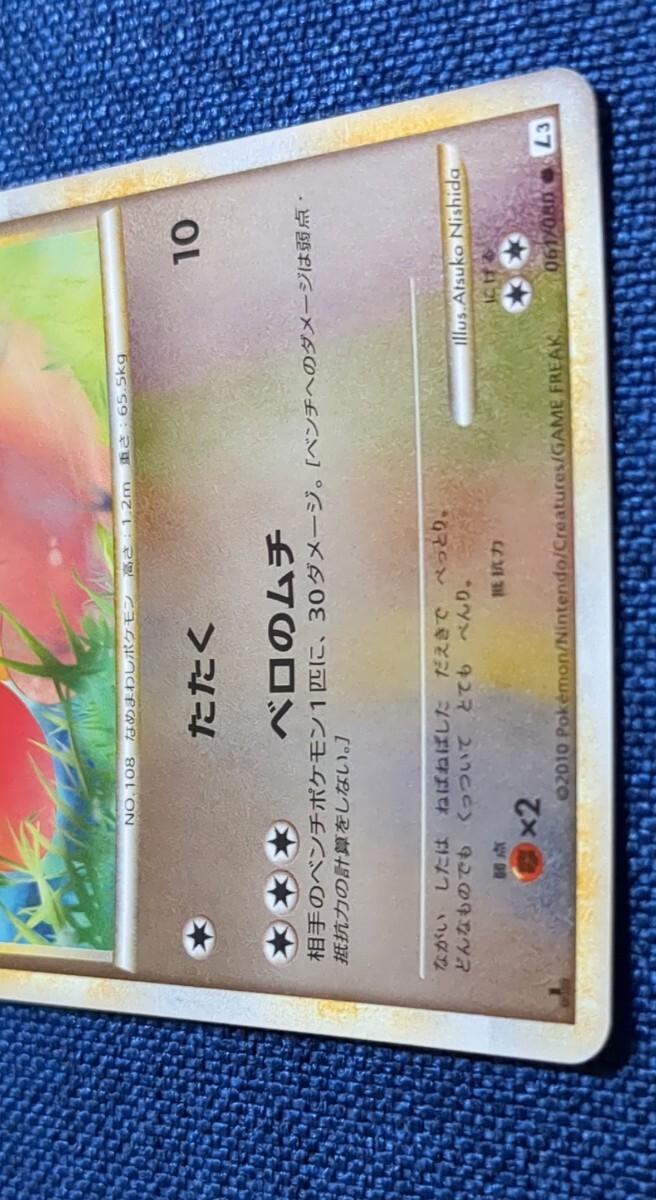 NO.108 なめまわしポケモン 高さ:1.2m 重さ:65.5kg
たたく 10
ベロのムチ
相手のベンチポケモン1匹に、30ダメージ。[ベンチへのダメージは弱点・
抵抗力の計算をしない。]
ながい したは ねばねばした だえきで べっとり。
どんなものでも くっついて とても べんり。
Illus.Atsuko Nishida
弱点 ×2
抵抗力
にげる
©2010 Pokémon/Nintendo/Creatures/GAME FREAK
061/080 ● L3